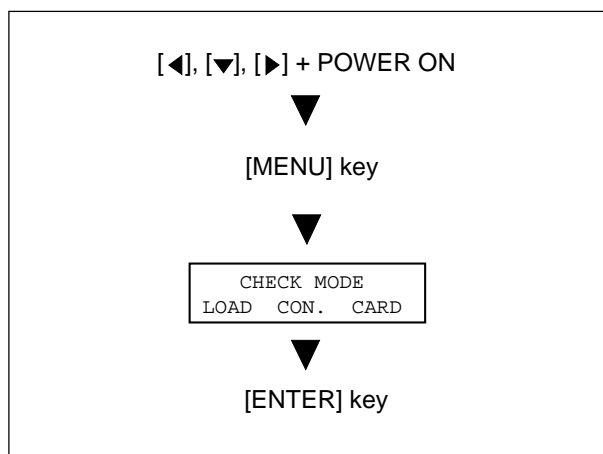 [◀], [▼], [▶] + POWER ON
[MENU] key
CHECK MODE
LOAD CON. CARD
[ENTER] key